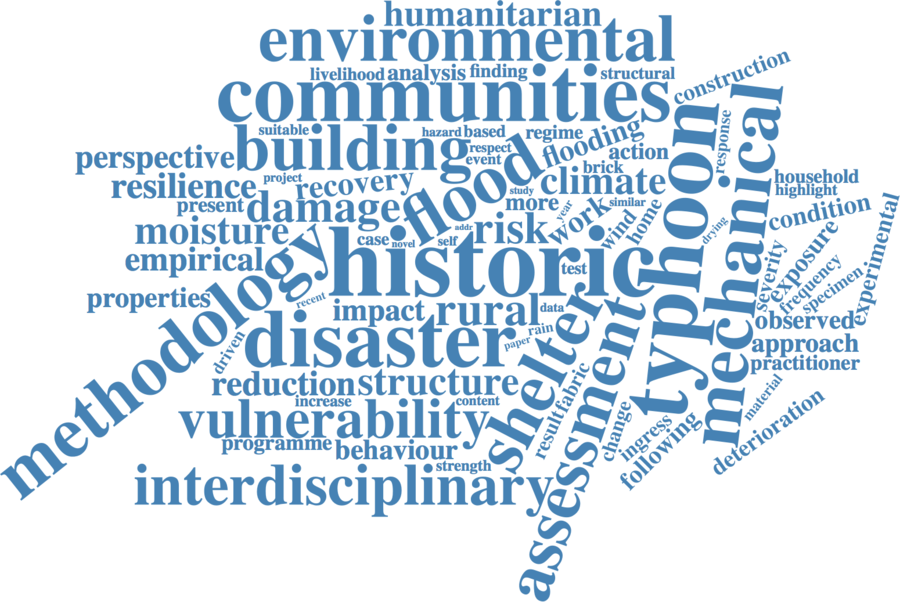 humanitarian
environmental
livelihood analysis finding structural
communities
construction
suitable hazard based regime
building
respect
event
flooding
action
response
mechanical
typhoon
perspective
flood
brick
project
resilience recovery
climate
household
highlight
study
similar
present damage
more
year
work
wind
home
drying
condition
experimental
moisture
case novel self addr risk
empirical
methodology
historic
test
severity
exposure
frequency
specimen
properties
recent
impact rural data
observed
driven
disaster
paper
rain
shelter
assessment
approach
practitioner
reduction structure
increase content
fabric
result
material
vulnerability
change
ingress
following
deterioration
programme
behaviour
strength
interdisciplinary